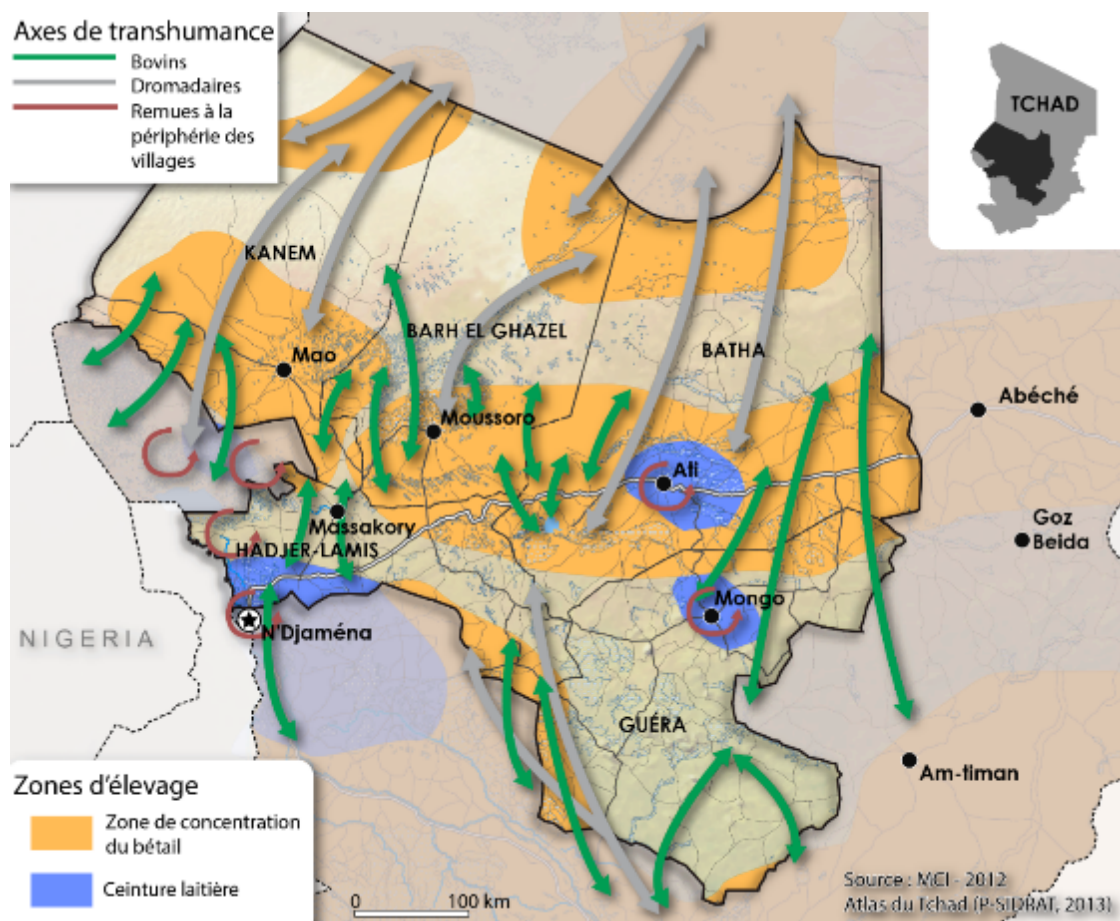 Axes de transhumance
Bovins
Dromadaires
Remues à la
périphérie des
villages
TCHAD
KANEM
BARH EL GHAZEL
BATHA
Mao
Moussoro
Abéché
Ati
Massakory
HADJER-LAMIS
Goz
Beida
Mongo
N'Djaména
NIGERIA
GUÉRA
Am-timan
Zones d'élevage
Zone de concentration
du bétail
Ceinture laitière
0 100 km
Source : MCI - 2012
Atlas du Tchad (P-SIDRAT, 2013)